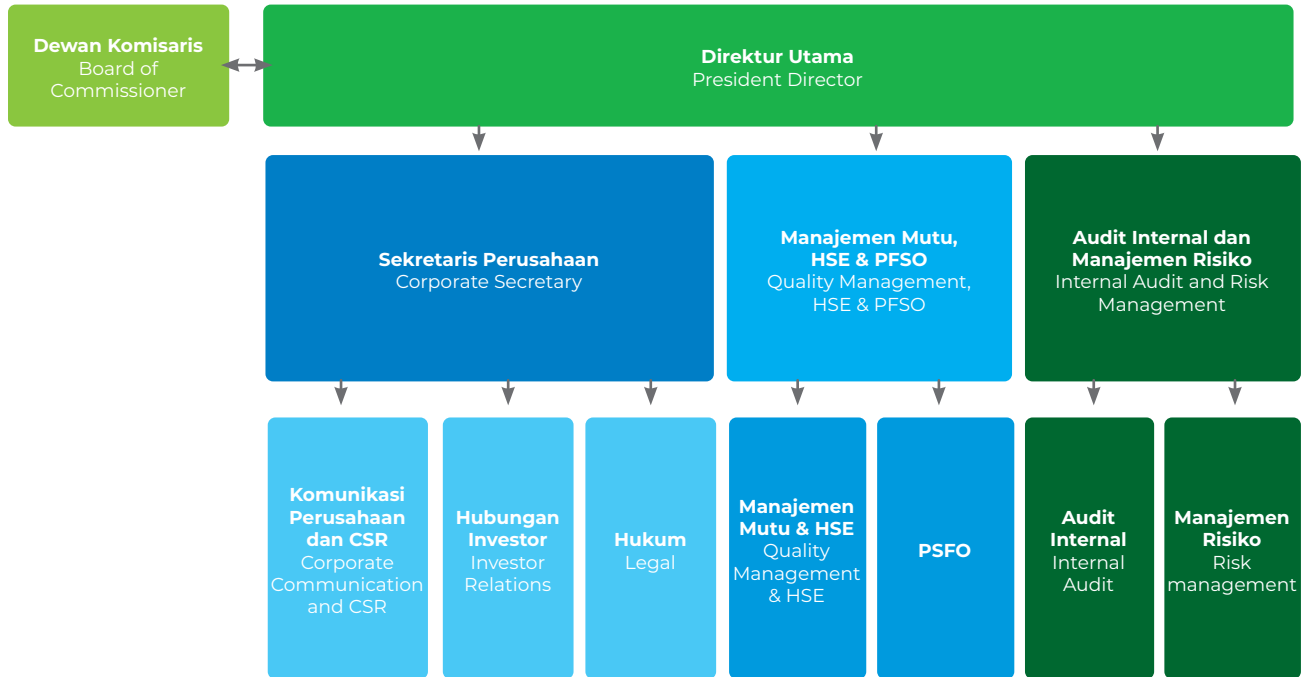 Dewan Komisaris
Board of
Commissioner
Direktur Utama
President Director
Sekretaris Perusahaan
Corporate Secretary
Manajemen Mutu,
HSE & PFSO
Quality Management,
HSE & PFSO
Audit Internal dan
Manajemen Risiko
Internal Audit and Risk
Management
Komunikasi
Perusahaan
dan CSR
Corporate
Communication
and CSR
Hubungan
Investor
Investor
Relations
Hukum
Legal
Manajemen
Mutu & HSE
Quality
Management
& HSE
PSFO
Audit
Internal
Internal
Audit
Manajemen
Risiko
Risk
management